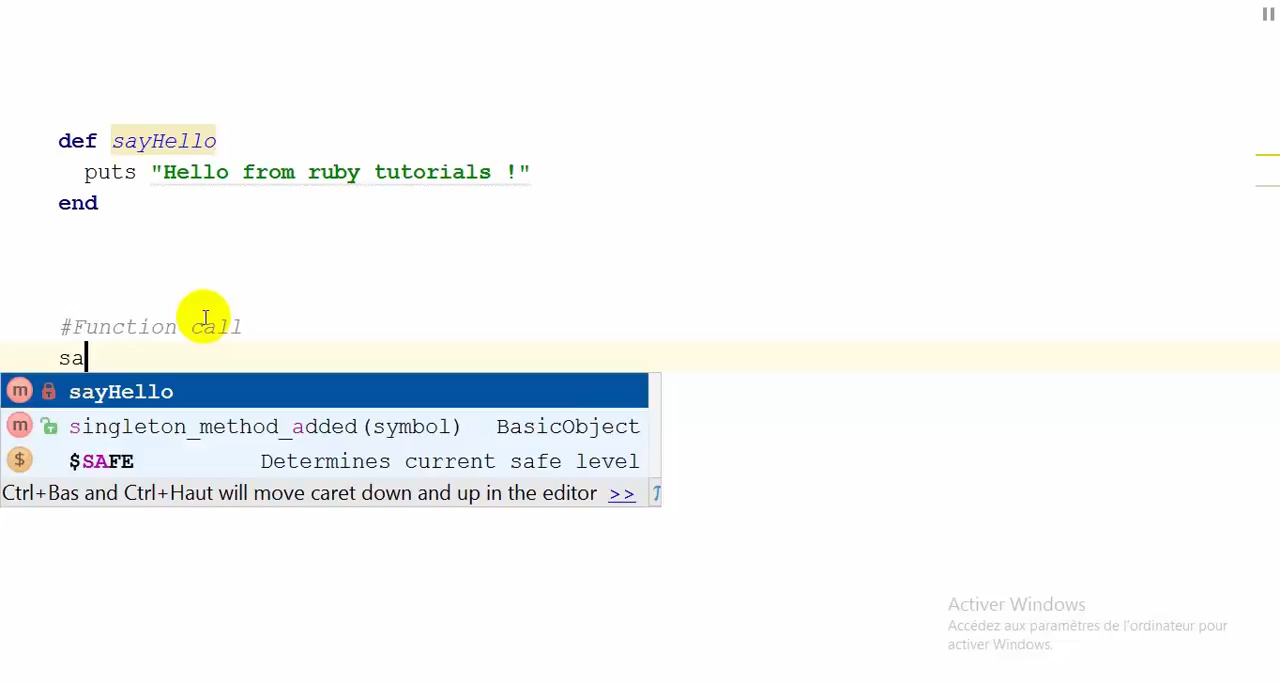 def sayHello
puts "Hello from ruby tutorials !"
end
#Function call
sa
m sayHello
m singleton_method_added(symbol) BasicObject
$ $SAFE Determines current safe level
Ctrl+Bas and Ctrl+Haut will move caret down and up in the editor >>
Activer Windows
Accédez aux paramètres de l'ordinateur pour
activer Windows.